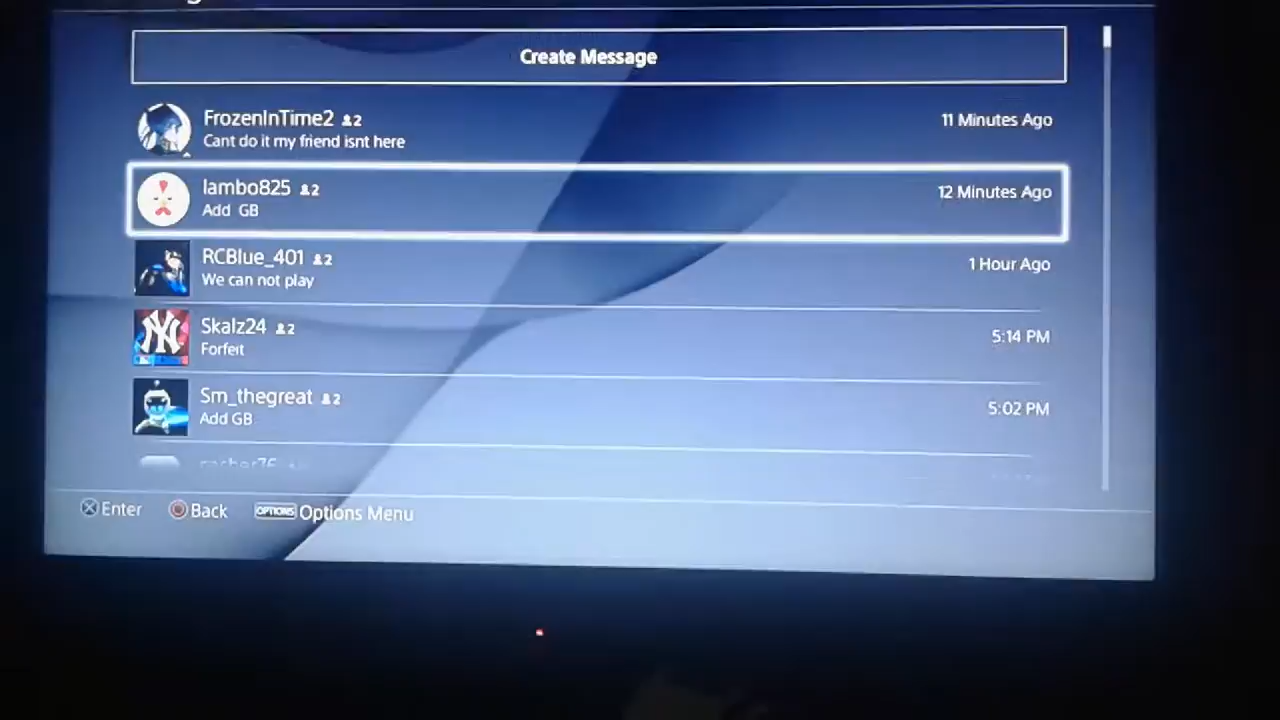 Create Message
FrozenInTime2 2
11 Minutes Ago
Cant do it my friend isnt here
lambo825 2
12 Minutes Ago
Add GB
RCBlue_401 2
1 Hour Ago
We can not play
Skalz24 2
5:14 PM
Forfeit
Sm_thegreat 2
5:02 PM
Add GB
Enter Back OPTIONS Options Menu